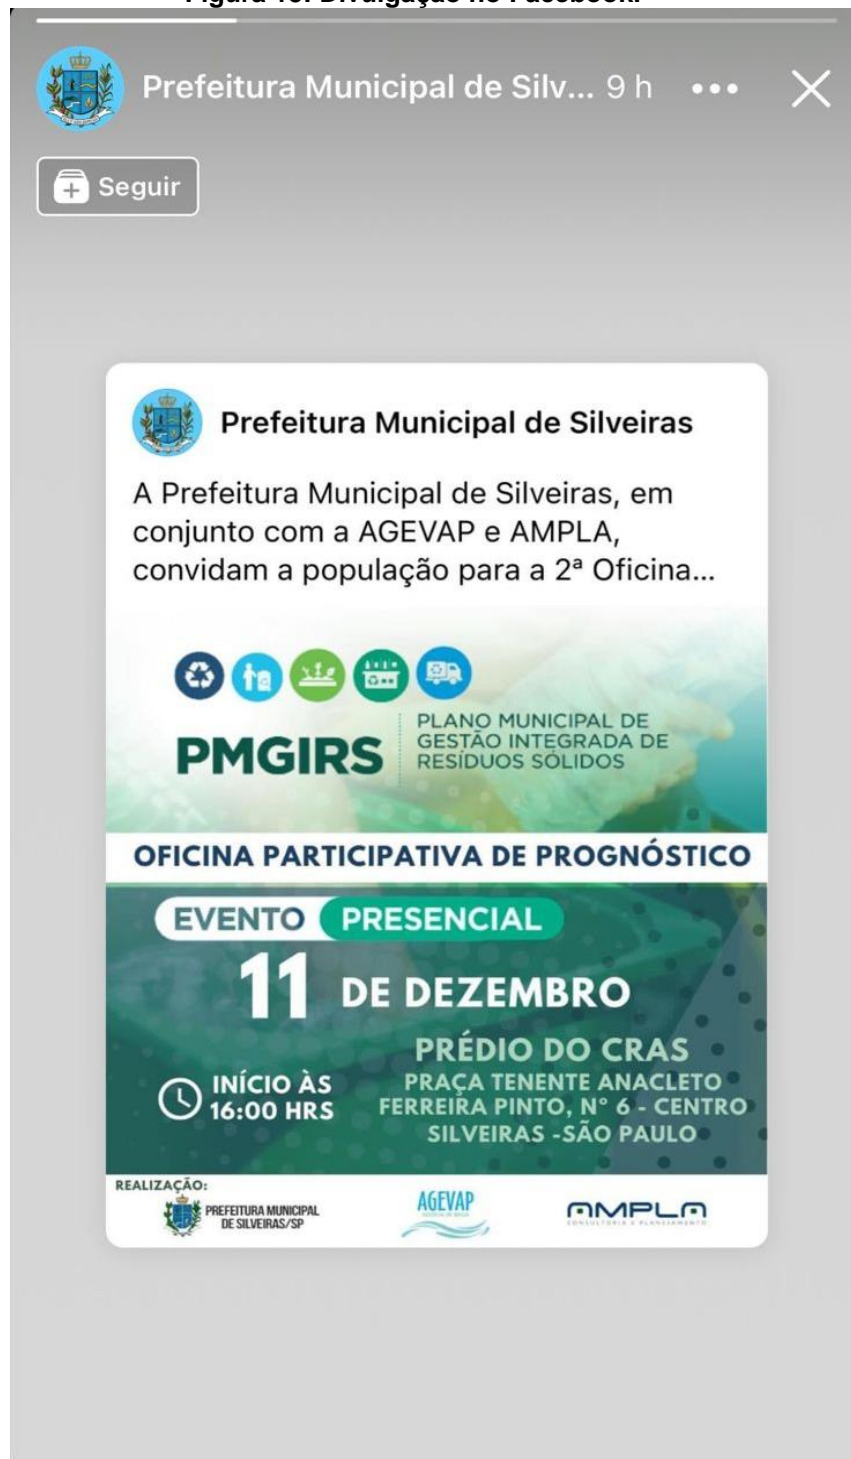 Prefeitura Municipal de Silv... 9 h
Seguir
Prefeitura Municipal de Silveiras
A Prefeitura Municipal de Silveiras, em
conjunto com a AGEVAP e AMPLA,
convidam a população para a 2ª Oficina...
PMGIRS
PLANO MUNICIPAL DE
GESTÃO INTEGRADA DE
RESÍDUOS SÓLIDOS
OFICINA PARTICIPATIVA DE PROGNÓSTICO
EVENTO PRESENCIAL
11 DE DEZEMBRO
INÍCIO ÀS
16:00 HRS
PRÉDIO DO CRAS
PRAÇA TENENTE ANACLETO
FERREIRA PINTO, N° 6 - CENTRO
SILVEIRAS -SÃO PAULO
REALIZAÇÃO:
PREFEITURA MUNICIPAL
DE SILVEIRAS/SP
AGEVAP
AMPLA
CONSULTORIA E PLANEJAMENTO